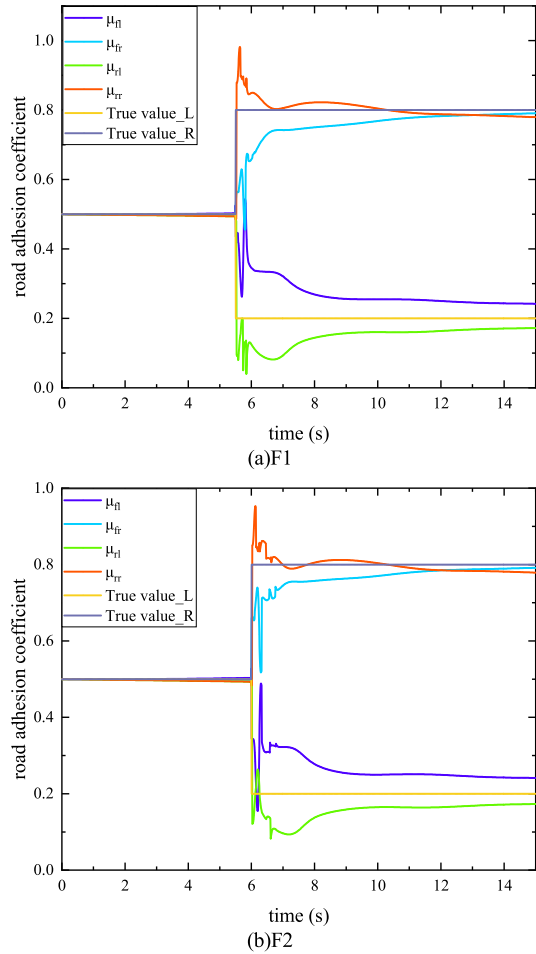 1.0
0.8
0.6
0.4
0.2
0.0
road adhesion coefficient
μfl
μfr
μrl
μrr
True value_L
True value_R
0 2 4 6 8 10 12 14
time (s)
(a)F1
1.0
0.8
0.6
0.4
0.2
0.0
road adhesion coefficient
μfl
μfr
μrl
μrr
True value_L
True value_R
0 2 4 6 8 10 12 14
time (s)
(b)F2